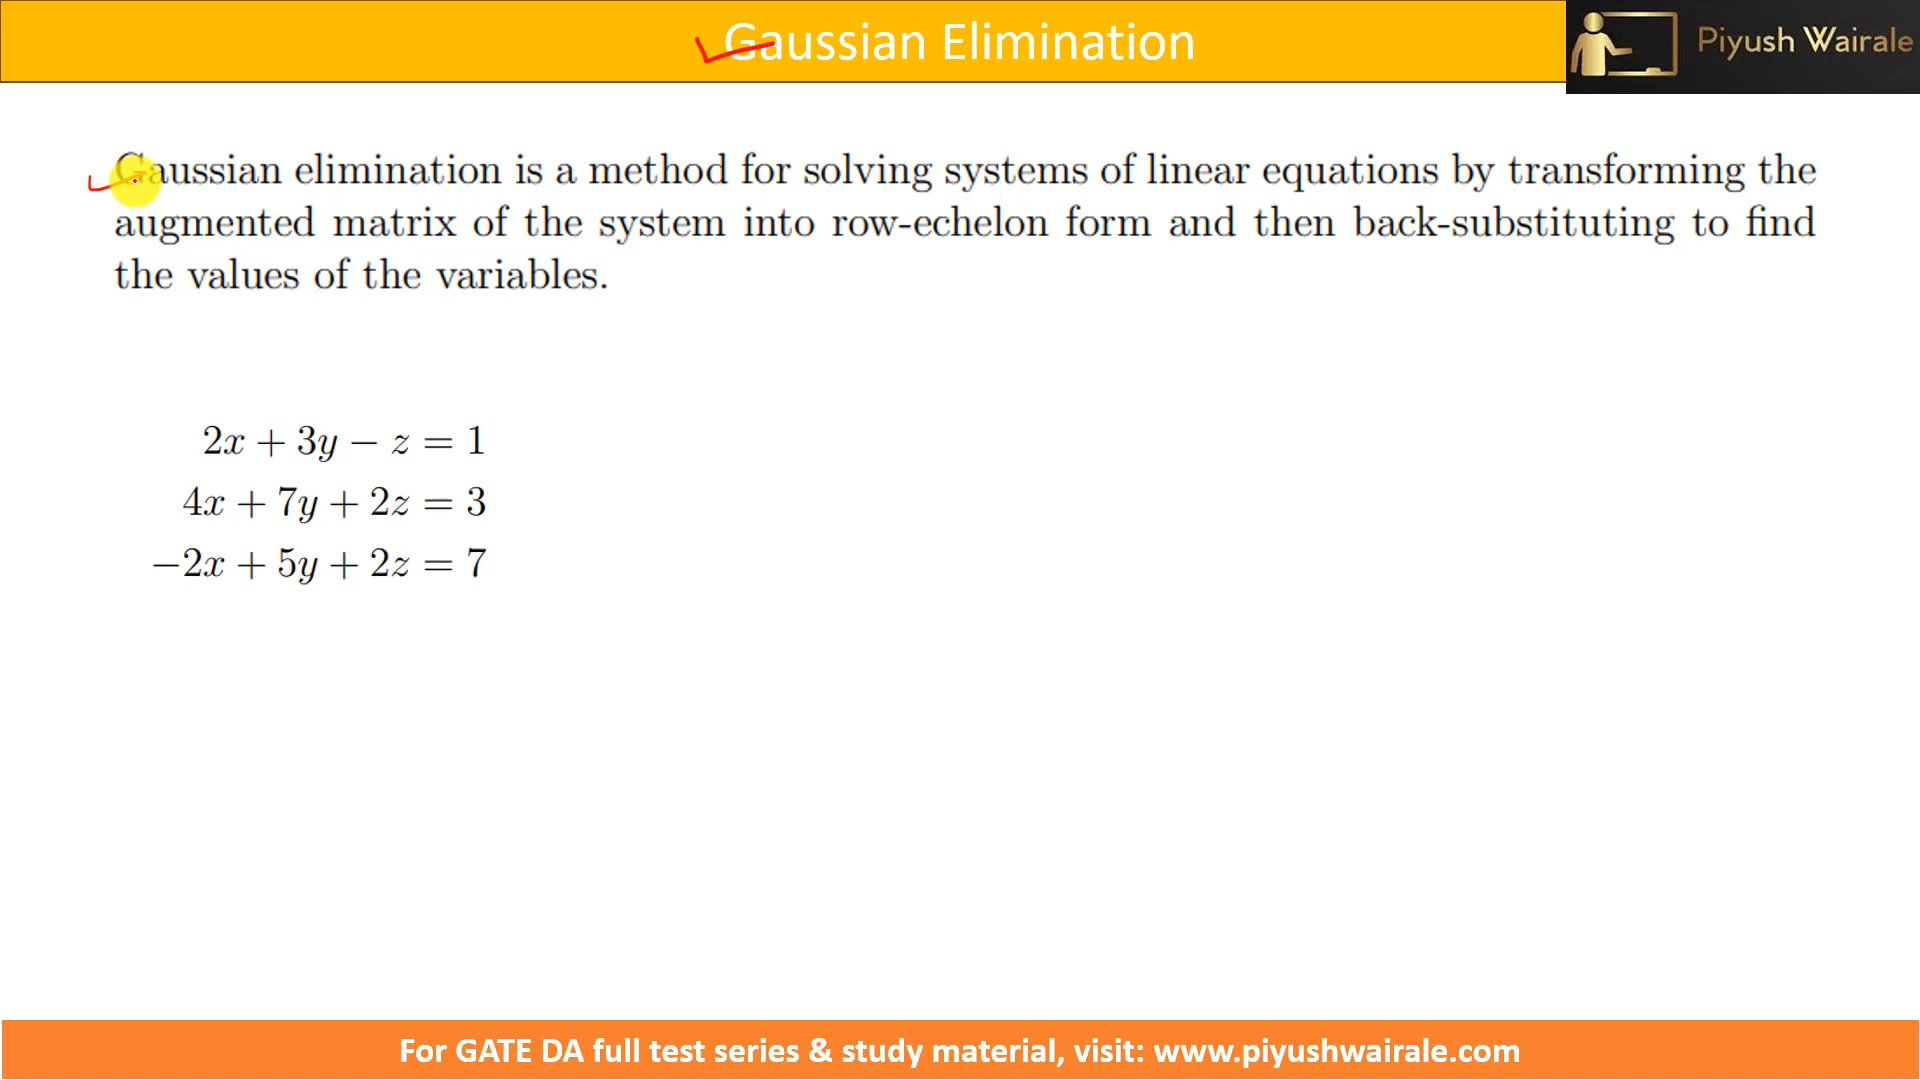 Gaussian Elimination
Piyush Wairale
Gaussian elimination is a method for solving systems of linear equations by transforming the
augmented matrix of the system into row-echelon form and then back-substituting to find
the values of the variables.
2x + 3y − z = 1
4x + 7y + 2z = 3
−2x + 5y + 2z = 7
For GATE DA full test series & study material, visit: www.piyushwairale.com